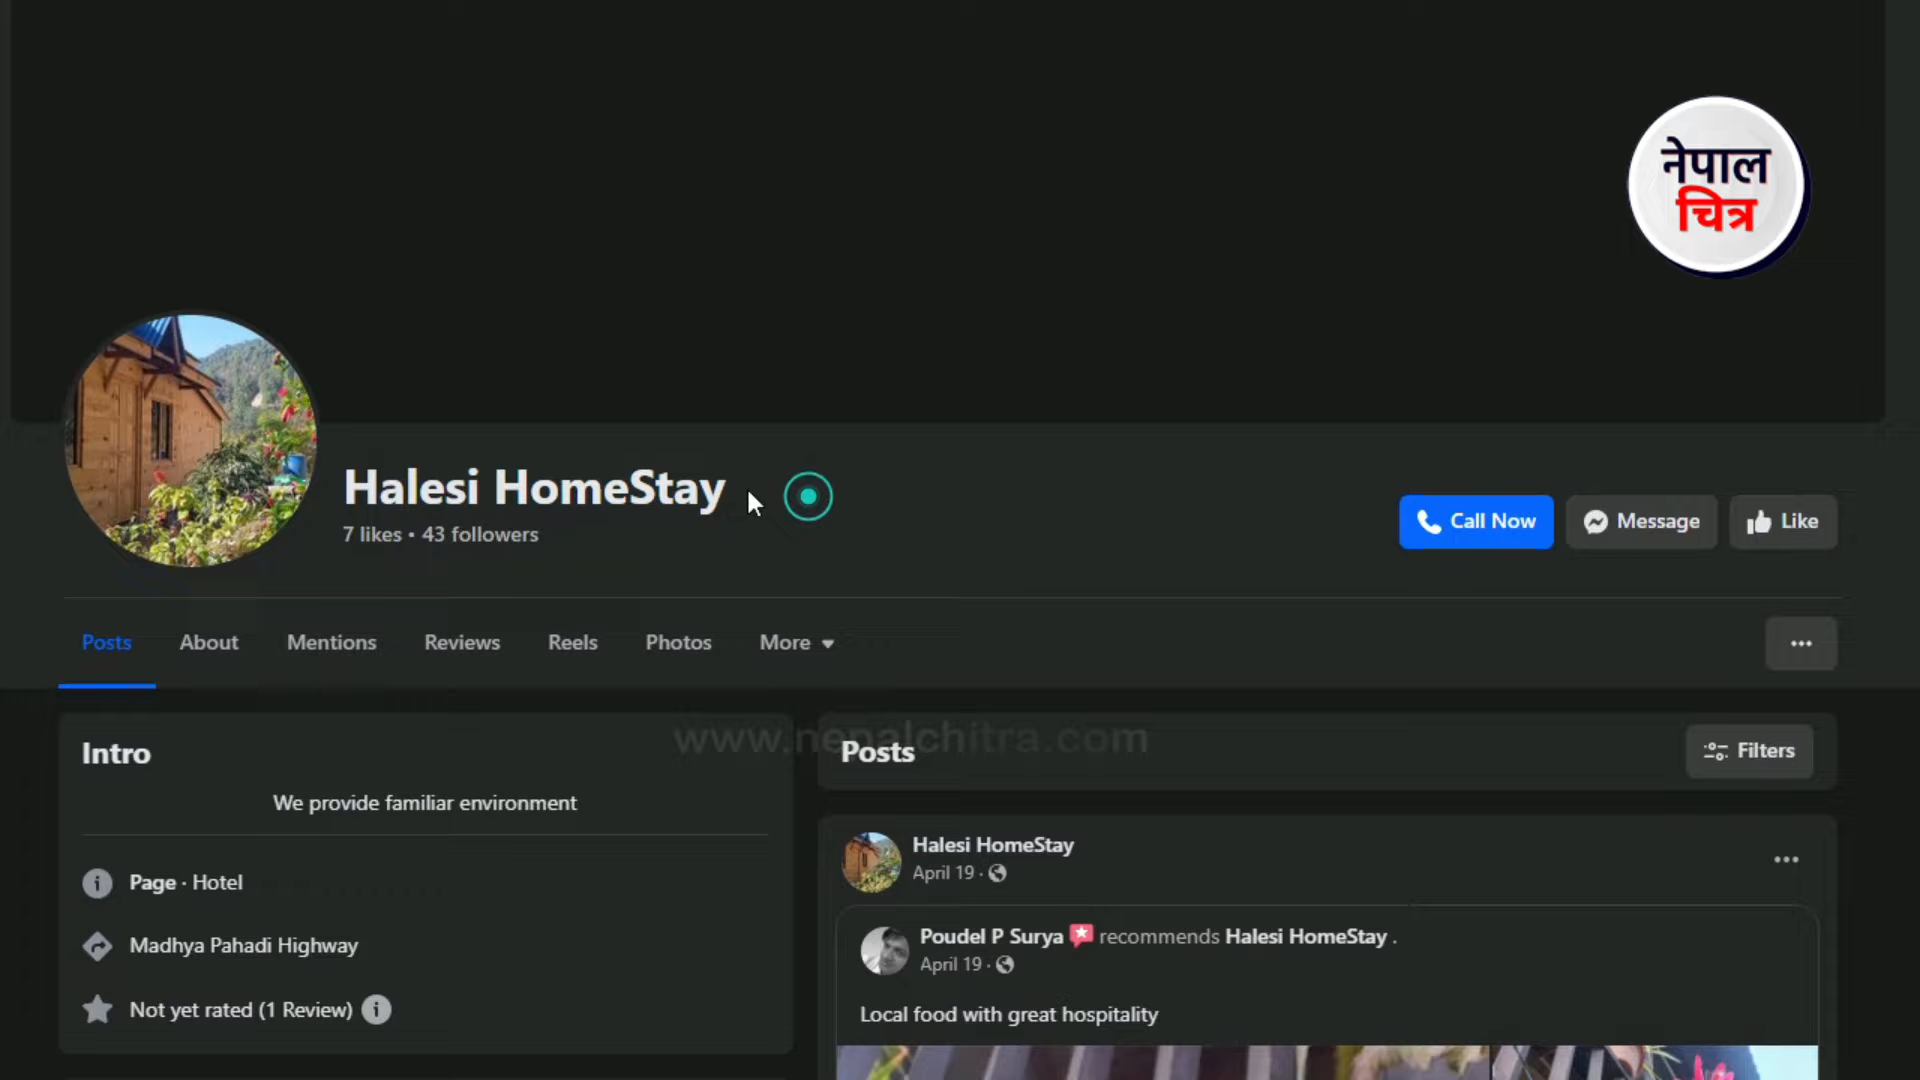 नेपाल
चित्र
Halesi HomeStay
7 likes • 43 followers
Call Now
Message
Like
Posts
About
Mentions
Reviews
Reels
Photos
More
www.nepalchitra.com
Intro
We provide familiar environment
Page · Hotel
Madhya Pahadi Highway
Not yet rated (1 Review)
Posts
Filters
Halesi HomeStay
April 19 ·
Poudel P Surya recommends Halesi HomeStay .
April 19 ·
Local food with great hospitality